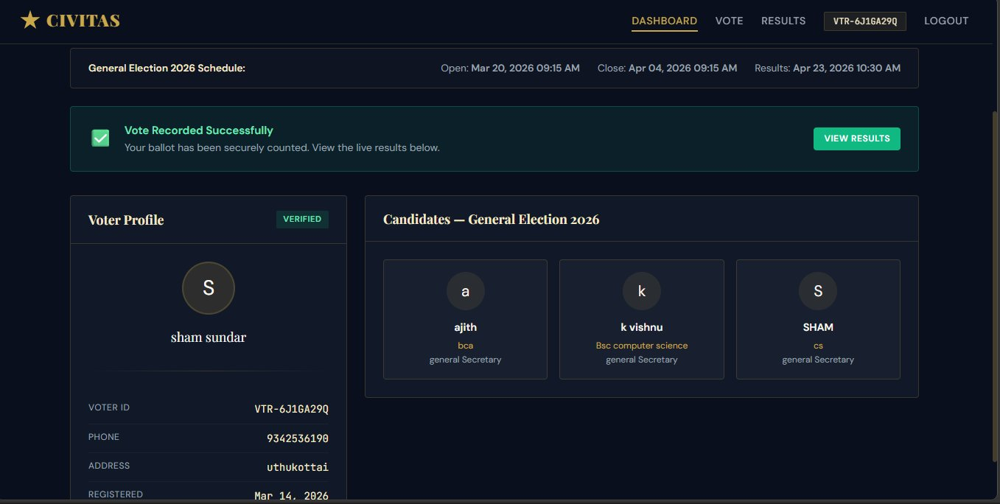 ★ CIVITAS DASHBOARD VOTE RESULTS VTR-6J1GA29Q LOGOUT
General Election 2026 Schedule: Open: Mar 20, 2026 09:15 AM Close: Apr 04, 2026 09:15 AM Results: Apr 23, 2026 10:30 AM
Vote Recorded Successfully
Your ballot has been securely counted. View the live results below.
VIEW RESULTS
Voter Profile VERIFIED
S
sham sundar
VOTER ID VTR-6J1GA29Q
PHONE 9342536190
ADDRESS uthukottai
REGISTERED Mar 14, 2026
Candidates — General Election 2026
a
ajith
bca
general Secretary
k
k vishnu
Bsc computer science
general Secretary
S
SHAM
cs
general Secretary